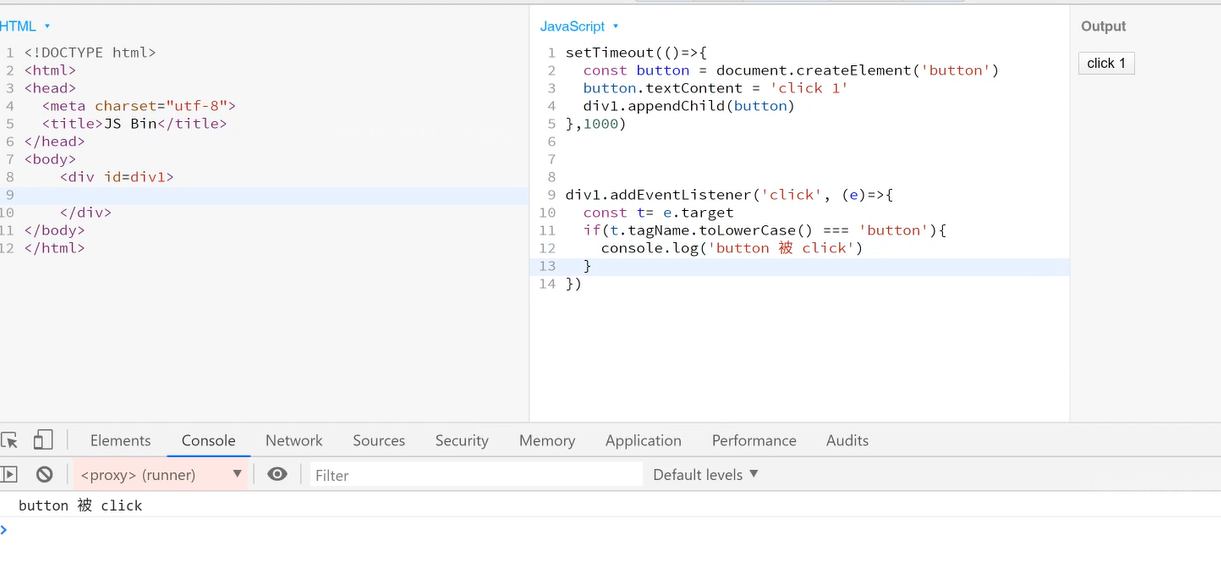 HTML
1 <!DOCTYPE html>
2 <html>
3 <head>
4 <meta charset="utf-8">
5 <title>JS Bin</title>
6 </head>
7 <body>
8 <div id=div1>
9
10 </div>
11 </body>
12 </html>
JavaScript
1 setTimeout(()=>{
2 const button = document.createElement('button')
3 button.textContent = 'click 1'
4 div1.appendChild(button)
5 },1000)
6
7
8
9 div1.addEventListener('click', (e)=>{
10 const t= e.target
11 if(t.tagName.toLowerCase() === 'button'){
12 console.log('button 被 click')
13 }
14 })
Output
click 1
Elements Console Network Sources Security Memory Application Performance Audits
<proxy> (runner) Filter Default levels
button 被 click